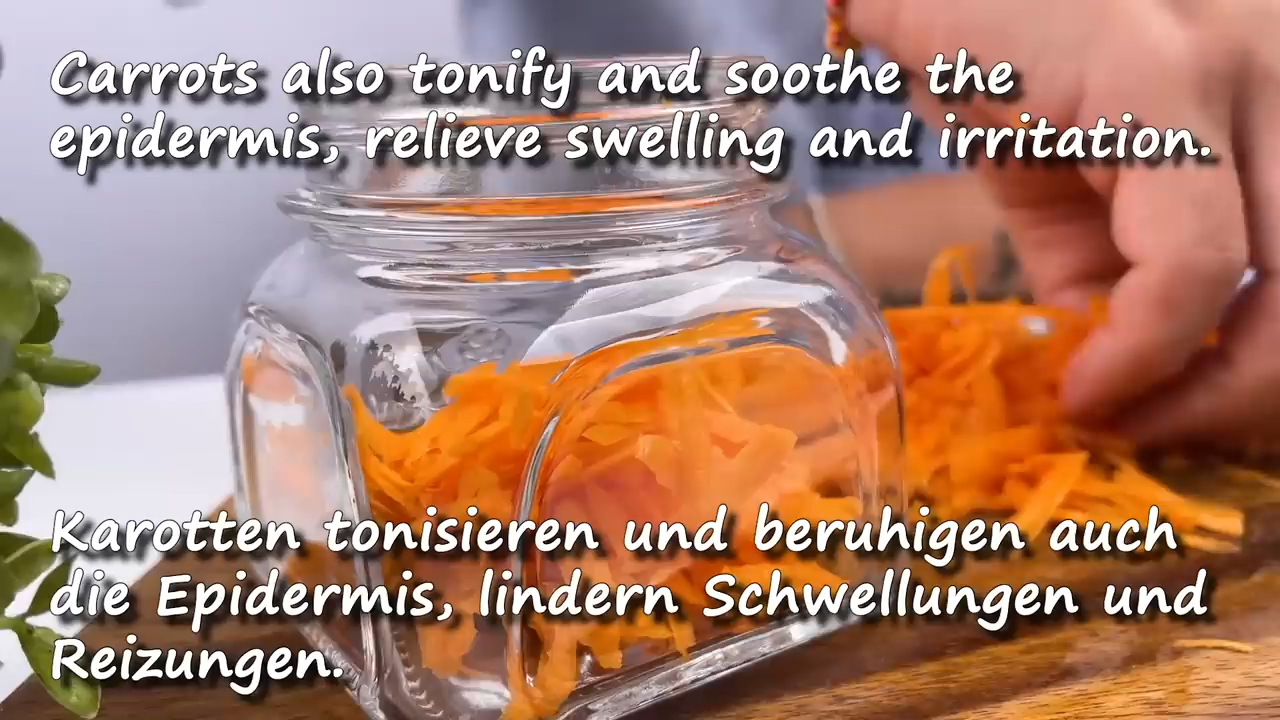 Carrots also tonify and soothe the
epidermis, relieve swelling and irritation.
Karotten tonisieren und beruhigen auch
die Epidermis, lindern Schwellungen und
Reizungen.